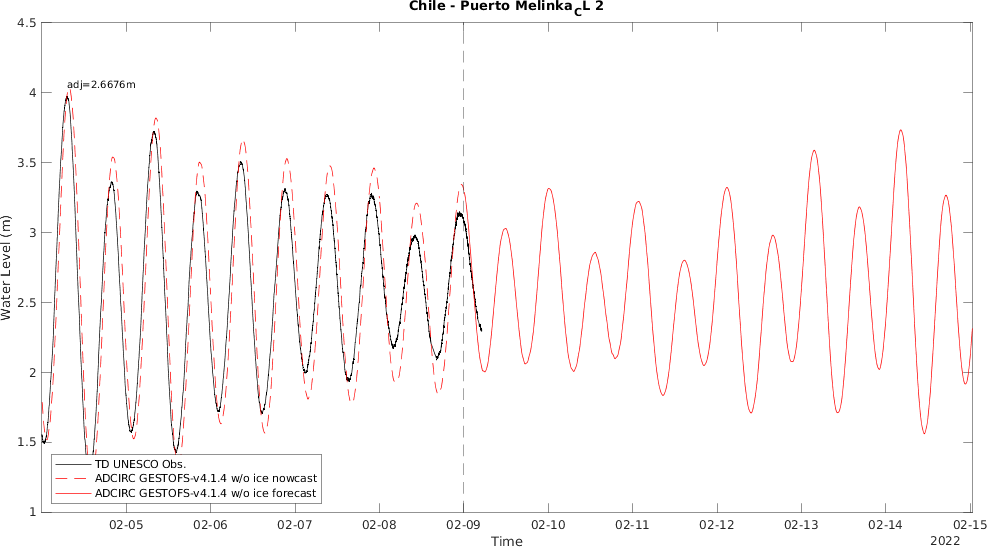 Chile - Puerto Melinka_CL 2
4.5
4
3.5
3
2.5
2
1.5
1
Water Level (m)
adj=2.6676m
TD UNESCO Obs.
ADCIRC GESTOFS-v4.1.4 w/o ice nowcast
ADCIRC GESTOFS-v4.1.4 w/o ice forecast
02-05 02-06 02-07 02-08 02-09 02-10 02-11 02-12 02-13 02-14 02-15
Time
2022